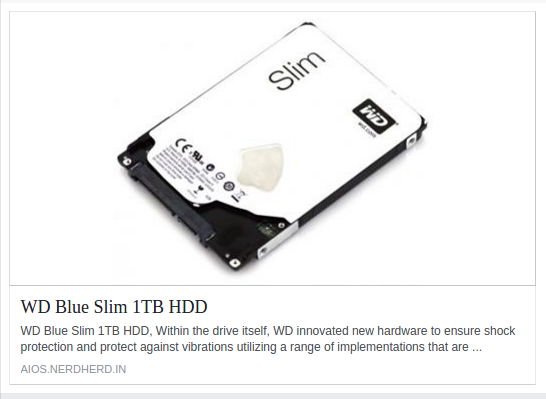 Slim
WD
CE
WD Blue Slim 1TB HDD
WD Blue Slim 1TB HDD, Within the drive itself, WD innovated new hardware to ensure shock
protection and protect against vibrations utilizing a range of implementations that are ...
AIOS.NERDHERD.IN